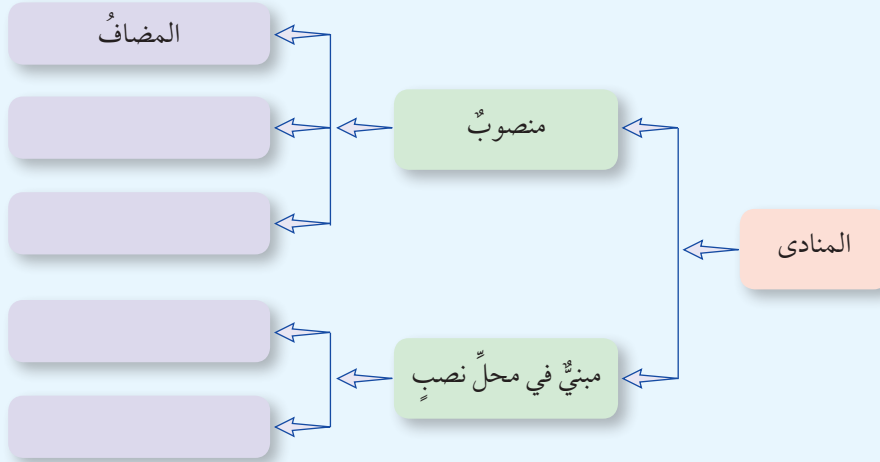 المنادى
منصوبٌ
المضافُ
مبنيٌّ في محلِّ نصبٍ